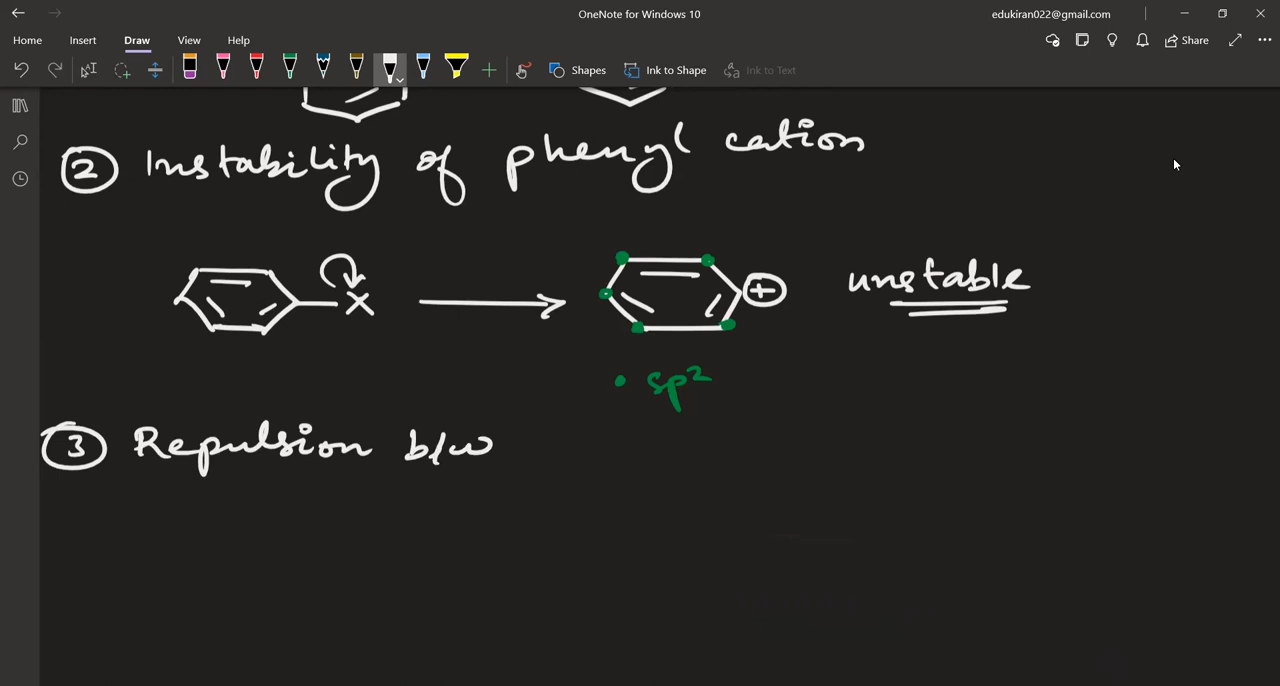 OneNote for Windows 10
edukiran022@gmail.com
Home Insert Draw View Help
Share
Shapes Ink to Shape Ink to Text
② Instability of phenyl cation
X
+ unstable
• sp²
③ Repulsion b/w